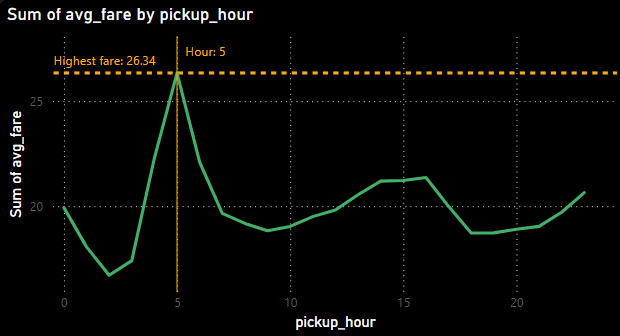 Sum of avg_fare by pickup_hour
Hour: 5
Highest fare: 26.34
25
20
Sum of avg_fare
0 5 10 15 20
pickup_hour